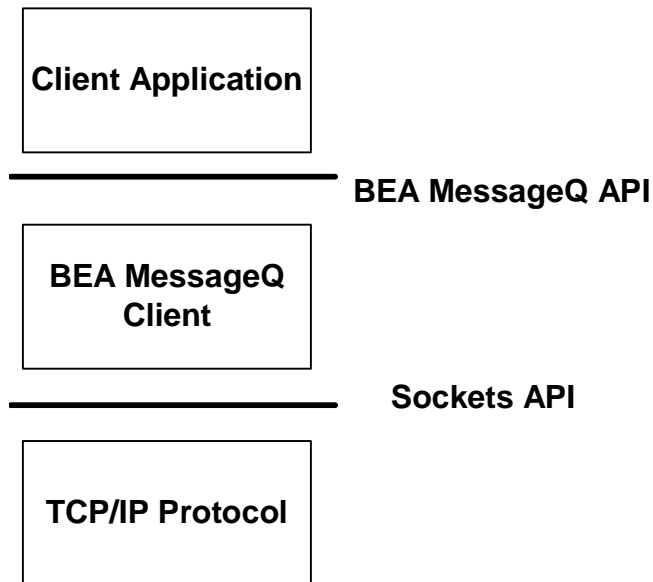 Client Application
BEA MessageQ API
BEA MessageQ
Client
Sockets API
TCP/IP Protocol